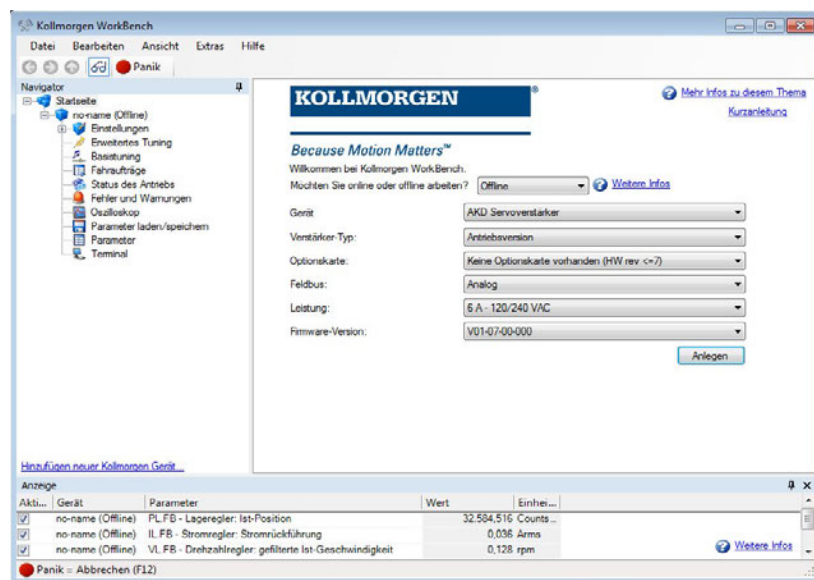 Kollmorgen WorkBench
Datei Bearbeiten Ansicht Extras Hilfe
Panik
Navigator
Startseite
no-name (Offline)
Einstellungen
Erweitertes Tuning
Basistuning
Fahraufträge
Status des Antriebs
Fehler und Warnungen
Oszilloskop
Parameter laden/speichern
Parameter
Terminal
Hinzufügen neuer Kollmorgen Gerät...
KOLLMORGEN®
Because Motion Matters™
Mehr Infos zu diesem Thema
Kurzanleitung
Willkommen bei Kollmorgen WorkBench.
Möchten Sie online oder offline arbeiten? Offline Weitere Infos
Gerät AKD Servoverstärker
Verstärker-Typ: Antriebsversion
Optionskarte: Keine Optionskarte vorhanden (HW rev <=7)
Feldbus: Analog
Leistung: 6 A - 120/240 VAC
Firmware-Version: V01-07-00-000
Anlegen
Anzeige
Akti... Gerät Parameter Wert Einhei...
no-name (Offline) PL.FB - Lageregler: Ist-Position 32.584,516 Counts...
no-name (Offline) IL.FB - Stromregler: Stromrückführung 0,036 Arms
no-name (Offline) VL.FB - Drehzahlregler: gefilterte Ist-Geschwindigkeit 0,128 rpm
Weitere Infos
Panik = Abbrechen (F12)